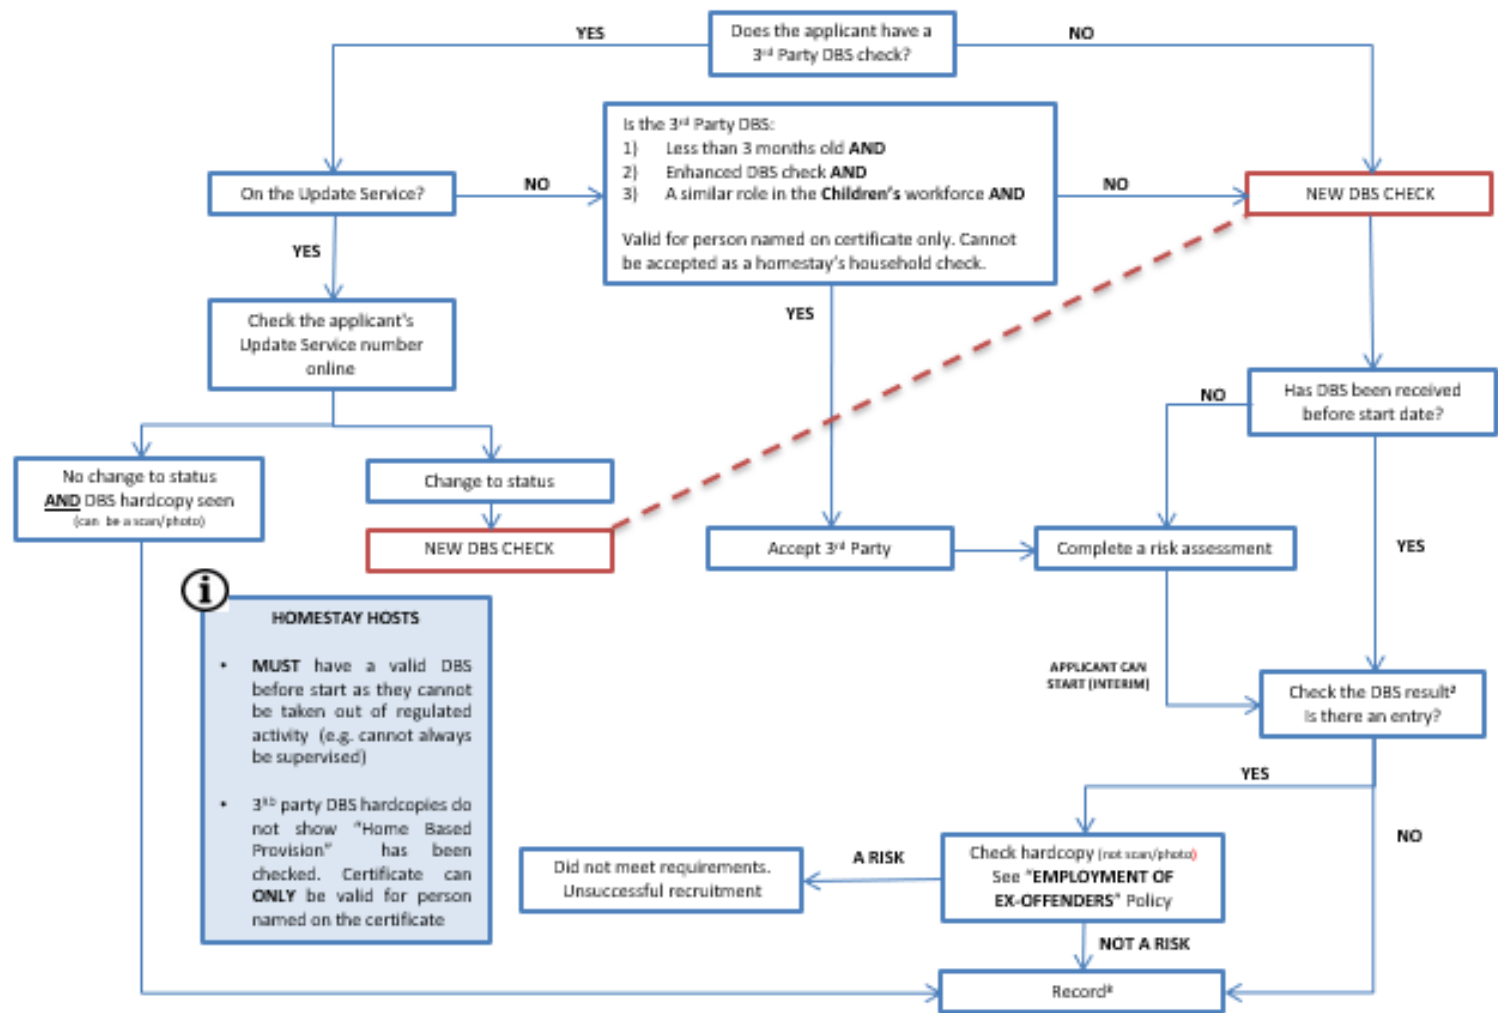 Does the applicant have a
3rd Party DBS check?
YES
NO
Is the 3rd Party DBS:
1) Less than 3 months old AND
2) Enhanced DBS check AND
3) A similar role in the Children's workforce AND
Valid for person named on certificate only. Cannot
be accepted as a homestay's household check.
On the Update Service?
NO
NO
NEW DBS CHECK
YES
YES
Check the applicant's
Update Service number
online
NO
Has DBS been received
before start date?
No change to status
AND DBS hardcopy seen
(can be a scan/photo)
Change to status
NEW DBS CHECK
Accept 3rd Party
Complete a risk assessment
YES
HOMESTAY HOSTS
• MUST have a valid DBS
before start as they cannot
be taken out of regulated
activity (e.g. cannot always
be supervised)
• 3RD party DBS hardcopies do
not show "Home Based
Provision" has been
checked. Certificate can
ONLY be valid for person
named on the certificate
APPLICANT CAN
START (INTERIM)
Check the DBS result
Is there an entry?
YES
NO
Check hardcopy (not scan/photo)
See "EMPLOYMENT OF
EX-OFFENDERS" Policy
A RISK
Did not meet requirements.
Unsuccessful recruitment
NOT A RISK
Record